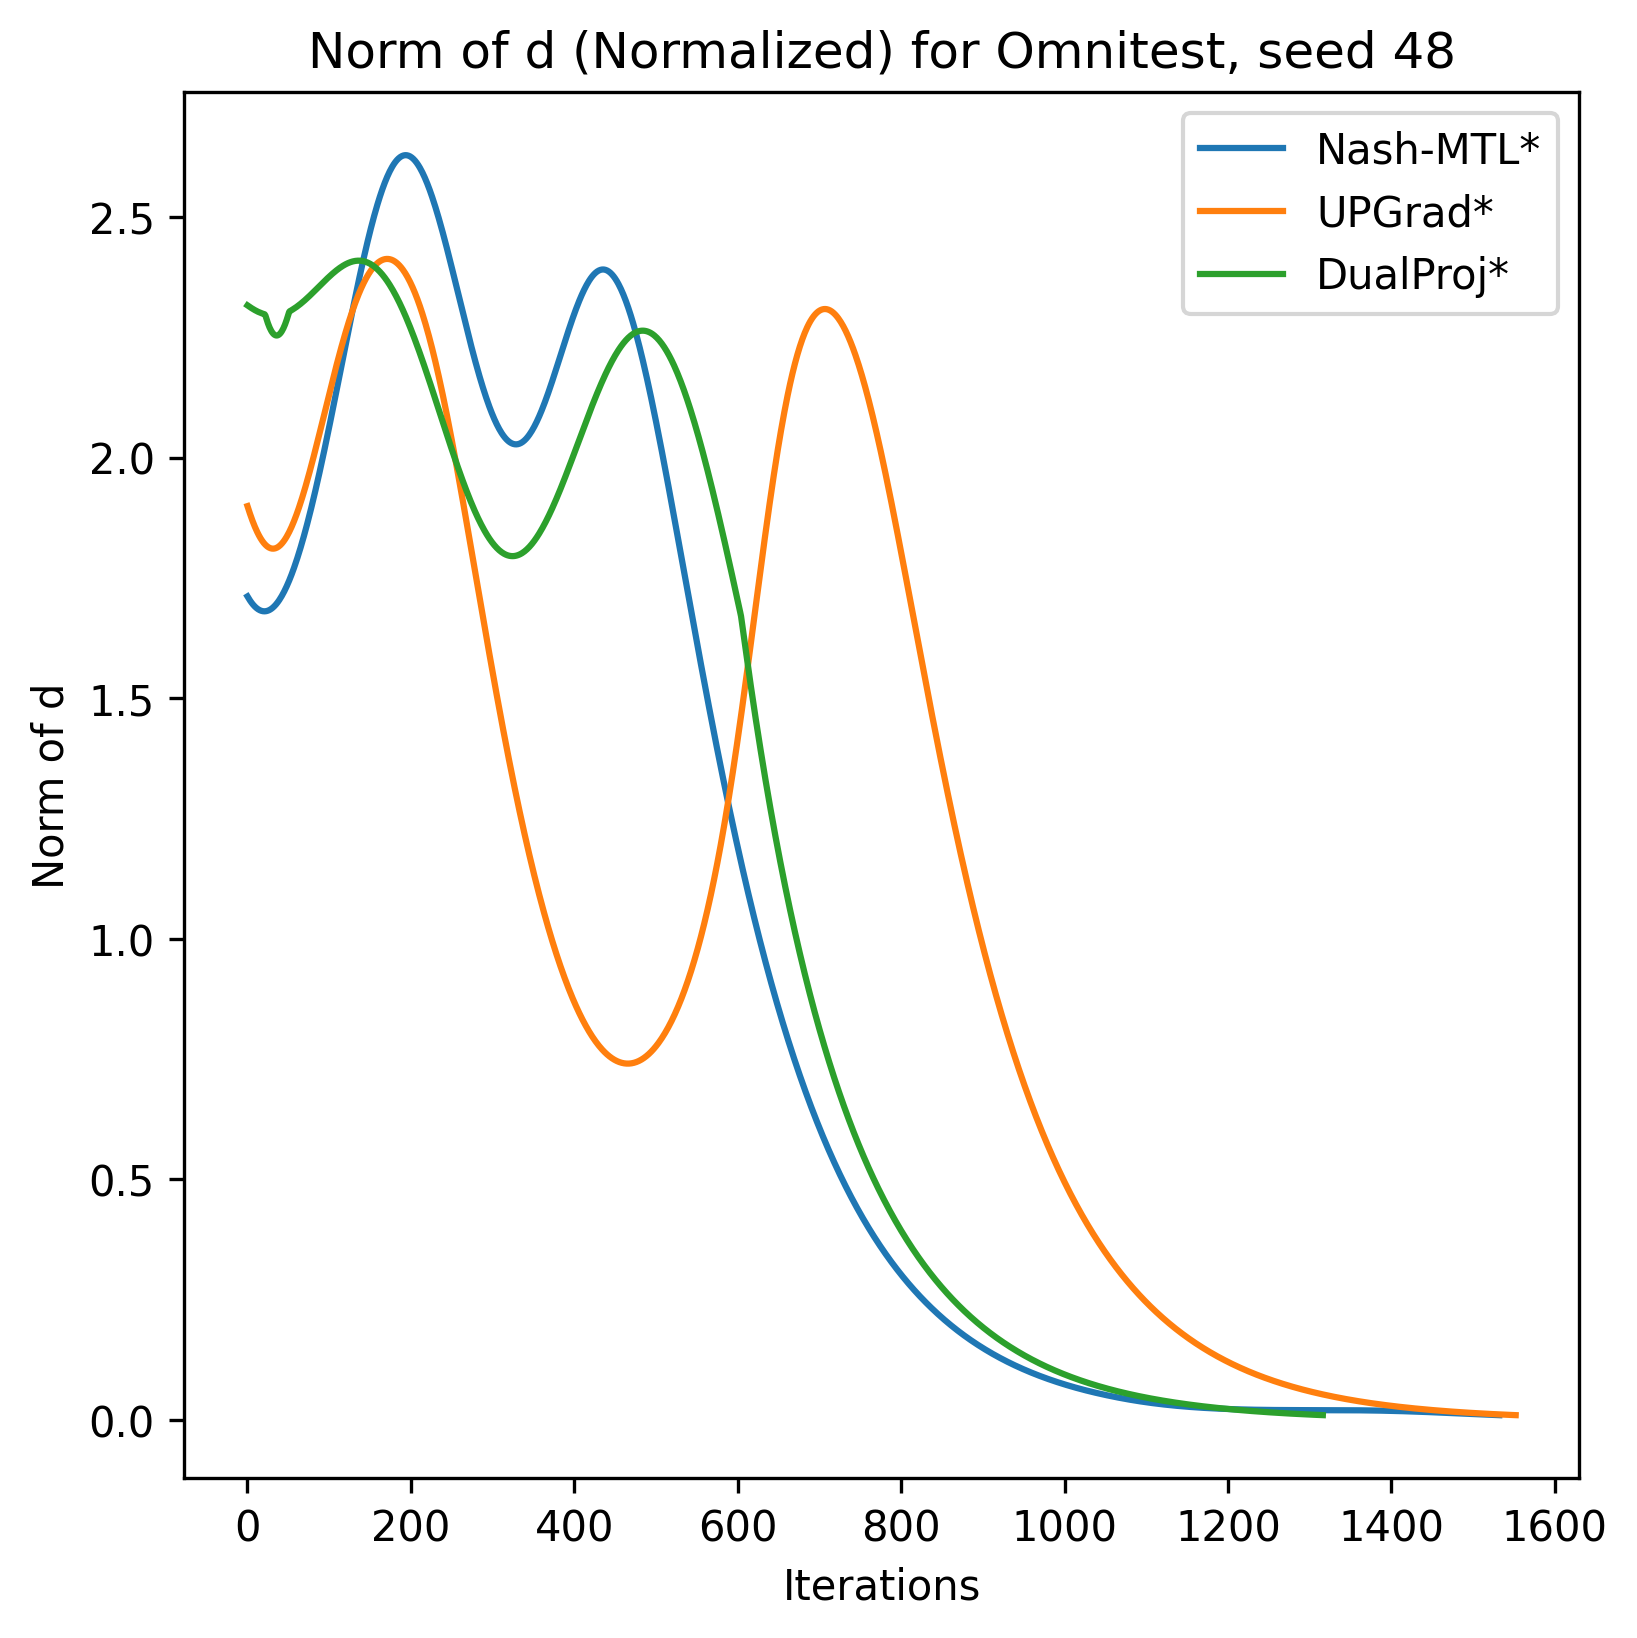 Norm of d (Normalized) for Omnitest, seed 48
Nash-MTL*
UPGrad*
DualProj*
Norm of d
2.5
2.0
1.5
1.0
0.5
0.0
0 200 400 600 800 1000 1200 1400 1600
Iterations